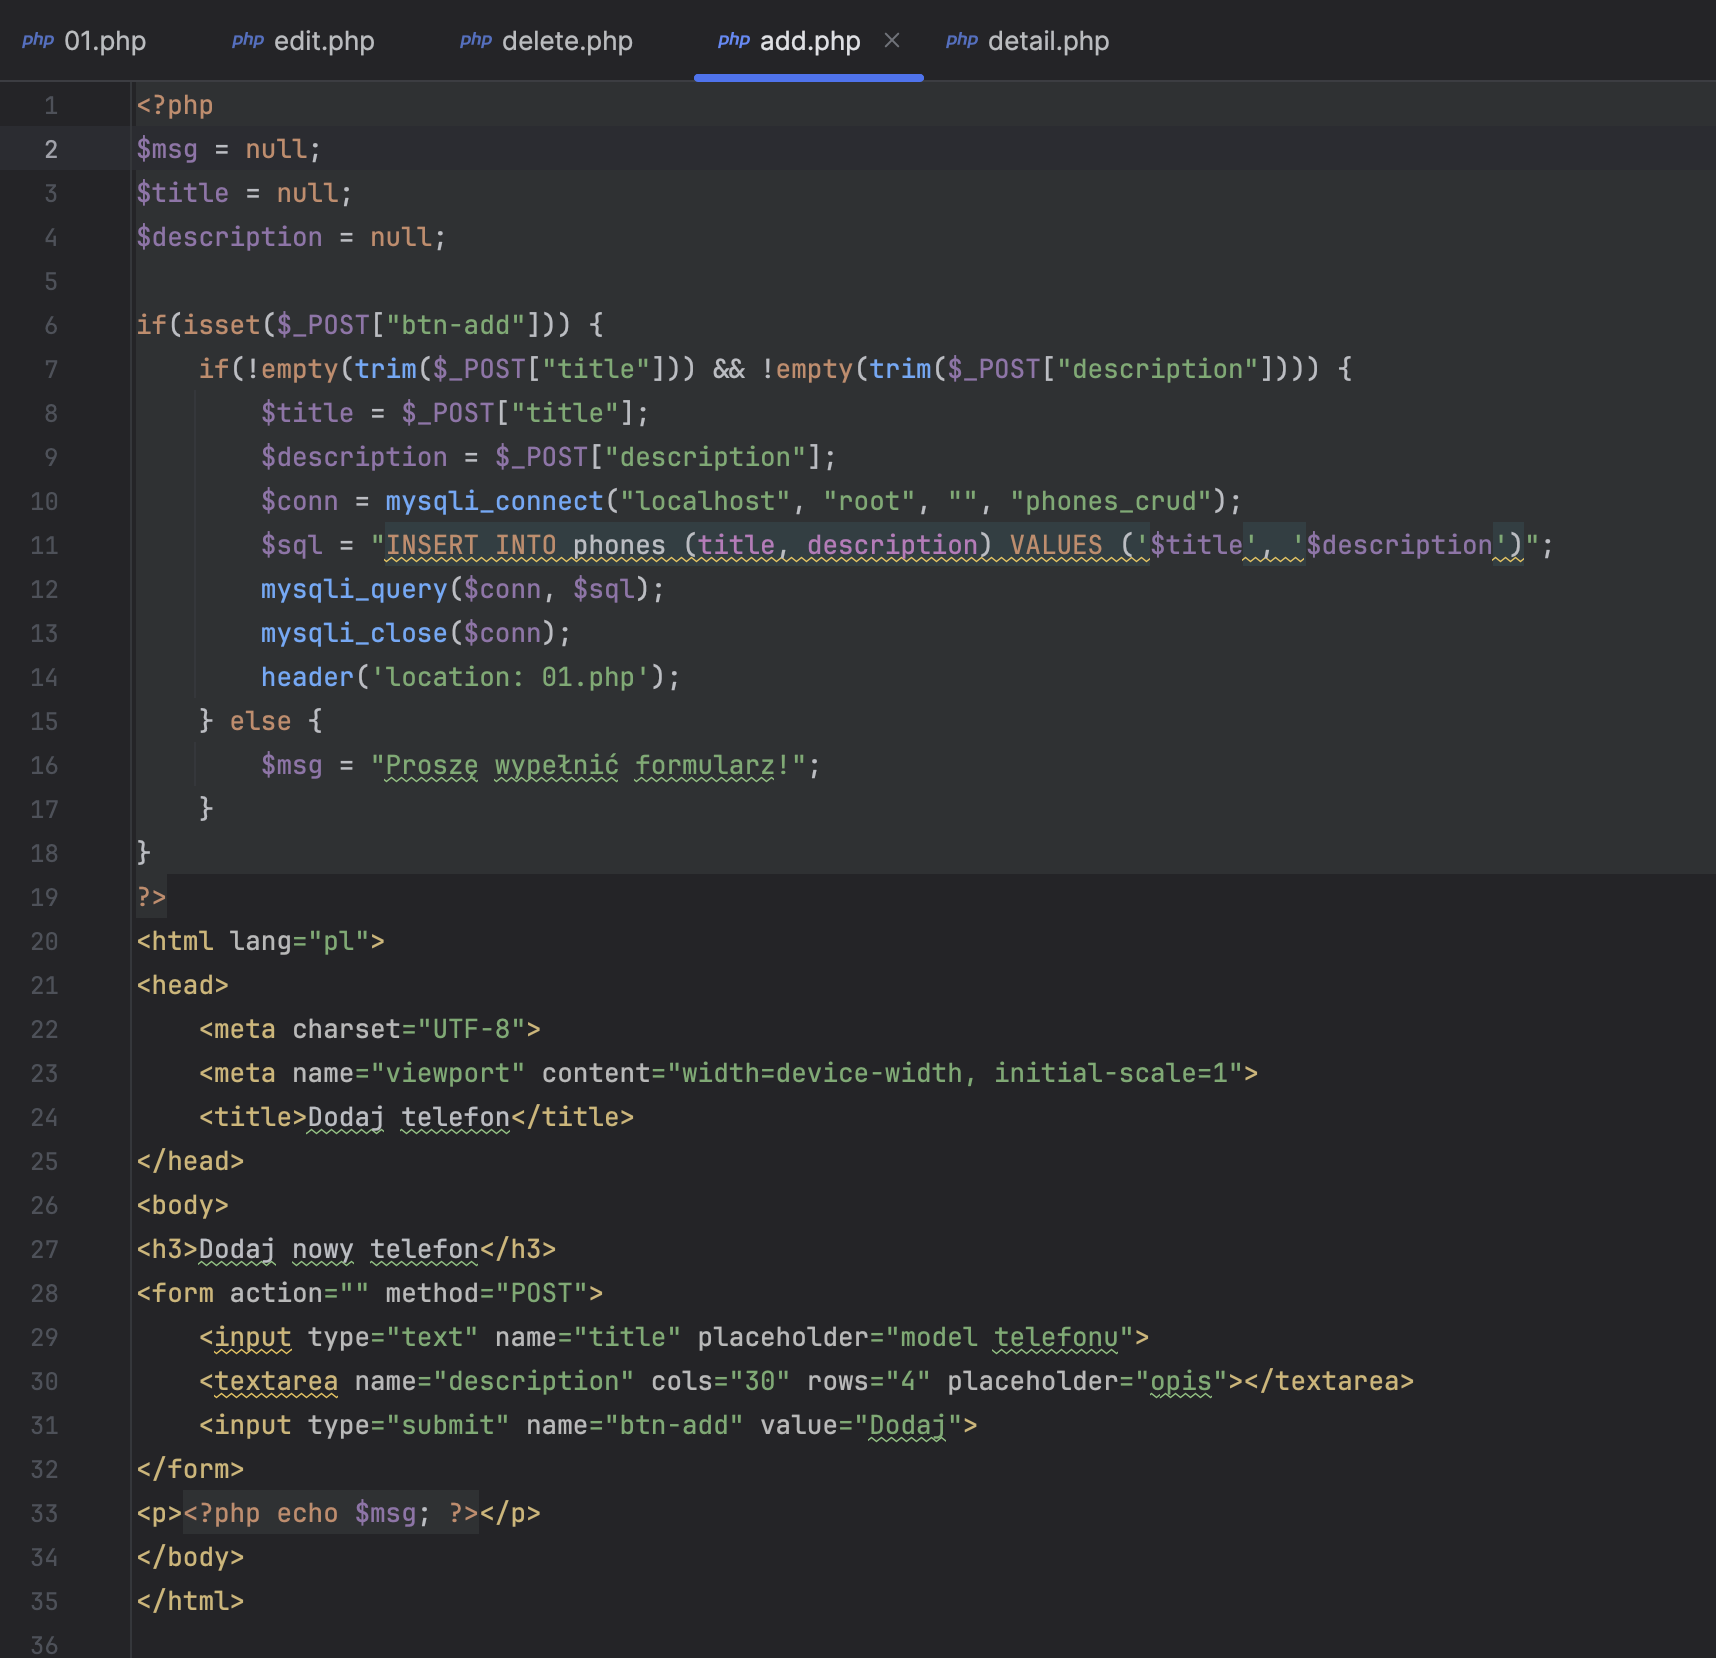 php 01.php php edit.php php delete.php php add.php × php detail.php
1 <?php
2 $msg = null;
3 $title = null;
4 $description = null;
5
6 if(isset($_POST["btn-add"])) {
7     if(!empty(trim($_POST["title"])) && !empty(trim($_POST["description"]))) {
8         $title = $_POST["title"];
9         $description = $_POST["description"];
10         $conn = mysqli_connect("localhost", "root", "", "phones_crud");
11         $sql = "INSERT INTO phones (title, description) VALUES ('$title', '$description')";
12         mysqli_query($conn, $sql);
13         mysqli_close($conn);
14         header('location: 01.php');
15     } else {
16         $msg = "Proszę wypełnić formularz!";
17     }
18 }
19 ?>
20 <html lang="pl">
21 <head>
22     <meta charset="UTF-8">
23     <meta name="viewport" content="width=device-width, initial-scale=1">
24     <title>Dodaj telefon</title>
25 </head>
26 <body>
27 <h3>Dodaj nowy telefon</h3>
28 <form action="" method="POST">
29     <input type="text" name="title" placeholder="model telefonu">
30     <textarea name="description" cols="30" rows="4" placeholder="opis"></textarea>
31     <input type="submit" name="btn-add" value="Dodaj">
32 </form>
33 <p><?php echo $msg; ?></p>
34 </body>
35 </html>
36